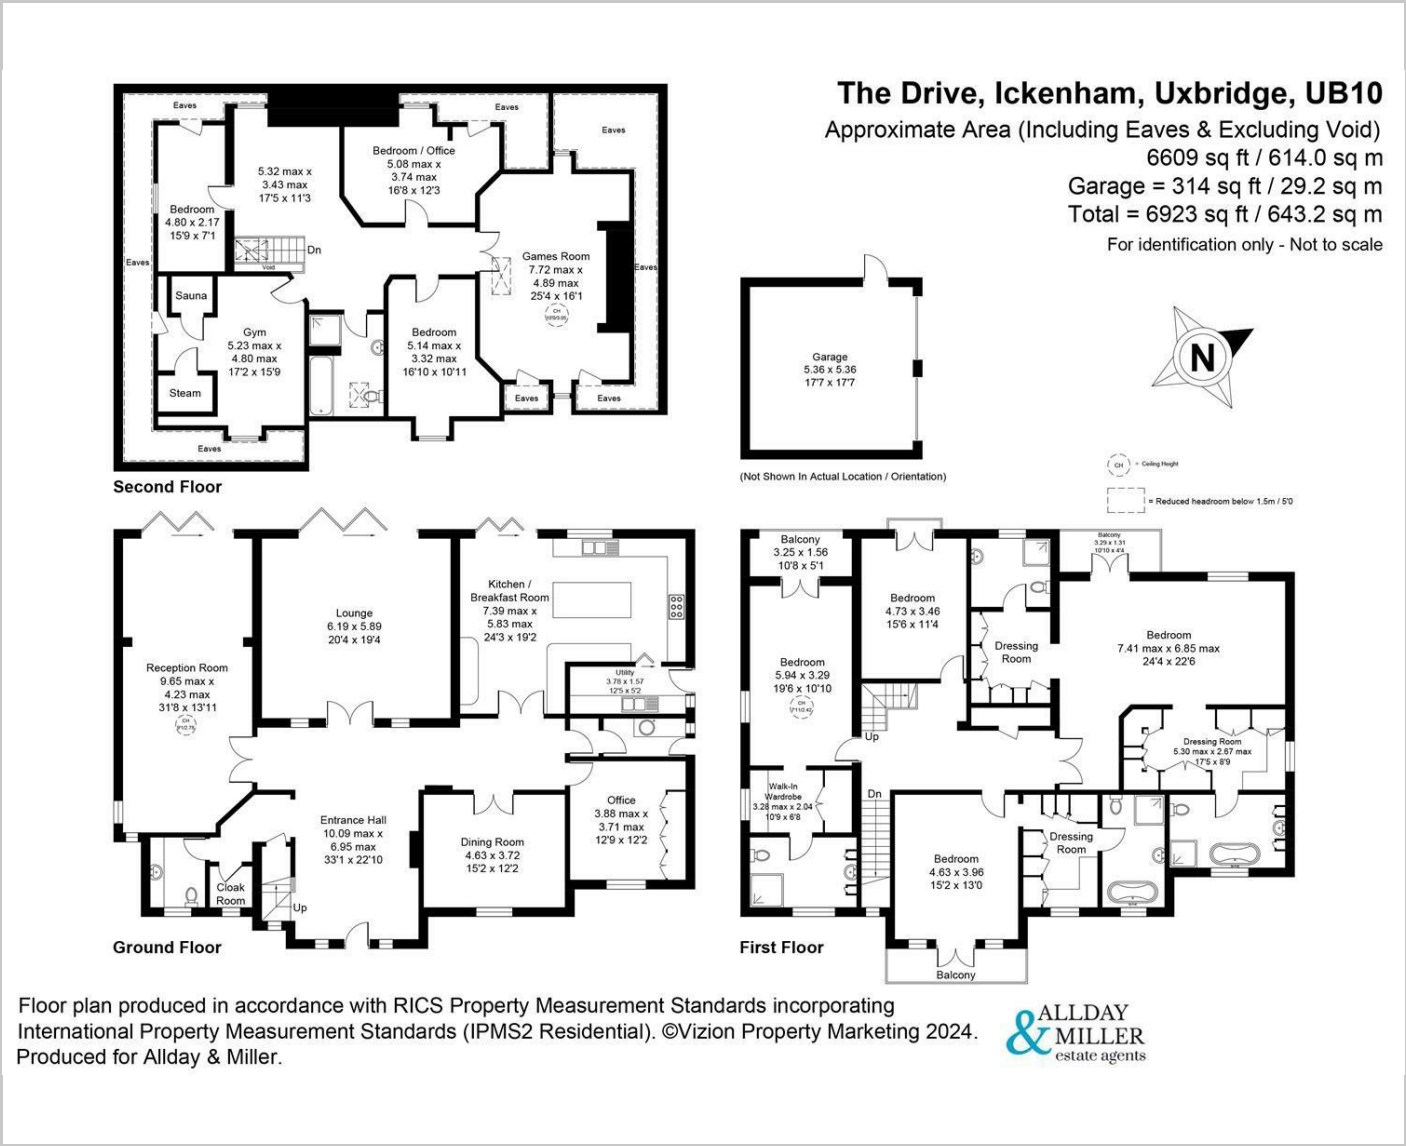 The Drive, Ickenham, Uxbridge, UB10
Approximate Area (Including Eaves & Excluding Void)
6609 sq ft / 614.0 sq m
Garage = 314 sq ft / 29.2 sq m
Total = 6923 sq ft / 643.2 sq m
For identification only - Not to scale
Eaves
Eaves
Eaves
Bedroom
4.80 x 2.17
15'9 x 7'1
5.32 max x
3.43 max
17'5 x 11'3
Bedroom / Office
5.08 max x
3.74 max
16'8 x 12'3
Dn
Void
Eaves
Games Room
7.72 max x
4.89 max
25'4 x 16'1
CH
Eaves
Sauna
Gym
5.23 max x
4.80 max
17'2 x 15'9
Steam
Bedroom
5.14 max x
3.32 max
16'10 x 10'11
Eaves
Eaves
Eaves
Second Floor
Garage
5.36 x 5.36
17'7 x 17'7
(Not Shown In Actual Location / Orientation)
N
CH
= Ceiling Height
= Reduced headroom below 1.5m / 5'0
Reception Room
9.65 max x
4.23 max
31'8 x 13'11
CH
Lounge
6.19 x 5.89
20'4 x 19'4
Kitchen /
Breakfast Room
7.39 max x
5.83 max
24'3 x 19'2
Utility
3.78 x 1.57
12'5 x 5'2
Entrance Hall
10.09 max x
6.95 max
33'1 x 22'10
Dining Room
4.63 x 3.72
15'2 x 12'2
Office
3.88 max x
3.71 max
12'9 x 12'2
Cloak
Room
Up
Ground Floor
Balcony
3.25 x 1.56
10'8 x 5'1
Bedroom
4.73 x 3.46
15'6 x 11'4
Balcony
3.29 x 1.31
10'10 x 4'4
Dressing
Room
Bedroom
7.41 max x 6.85 max
24'4 x 22'6
Bedroom
5.94 x 3.29
19'6 x 10'10
CH
Up
Dressing Room
5.30 max x 2.67 max
17'5 x 8'9
Walk-In
Wardrobe
3.28 max x 2.04
10'9 x 6'8
Dn
Bedroom
4.63 x 3.96
15'2 x 13'0
Dressing
Room
Balcony
First Floor
Floor plan produced in accordance with RICS Property Measurement Standards incorporating
International Property Measurement Standards (IPMS2 Residential). ©Vizion Property Marketing 2024.
Produced for Allday & Miller.
ALLDAY
& MILLER
estate agents